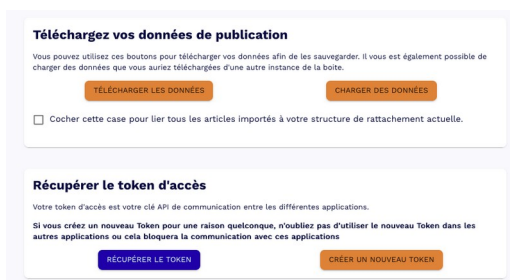 Téléchargez vos données de publication
Vous pouvez utilisez ces boutons pour télécharger vos données afin de les sauvegarder. Il vous est également possible de
charger des données que vous auriez téléchargées d'une autre instance de la boite.
TÉLÉCHARGER LES DONNÉES
CHARGER DES DONNÉES
Cocher cette case pour lier tous les articles importés à votre structure de rattachement actuelle.
Récupérer le token d'accès
Votre token d'accès est votre clé API de communication entre les différentes applications.
Si vous créez un nouveau Token pour une raison quelconque, n'oubliez pas d'utiliser le nouveau Token dans les
autres applications ou cela bloquera la communication avec ces applications
RÉCUPÉRER LE TOKEN
CRÉER UN NOUVEAU TOKEN